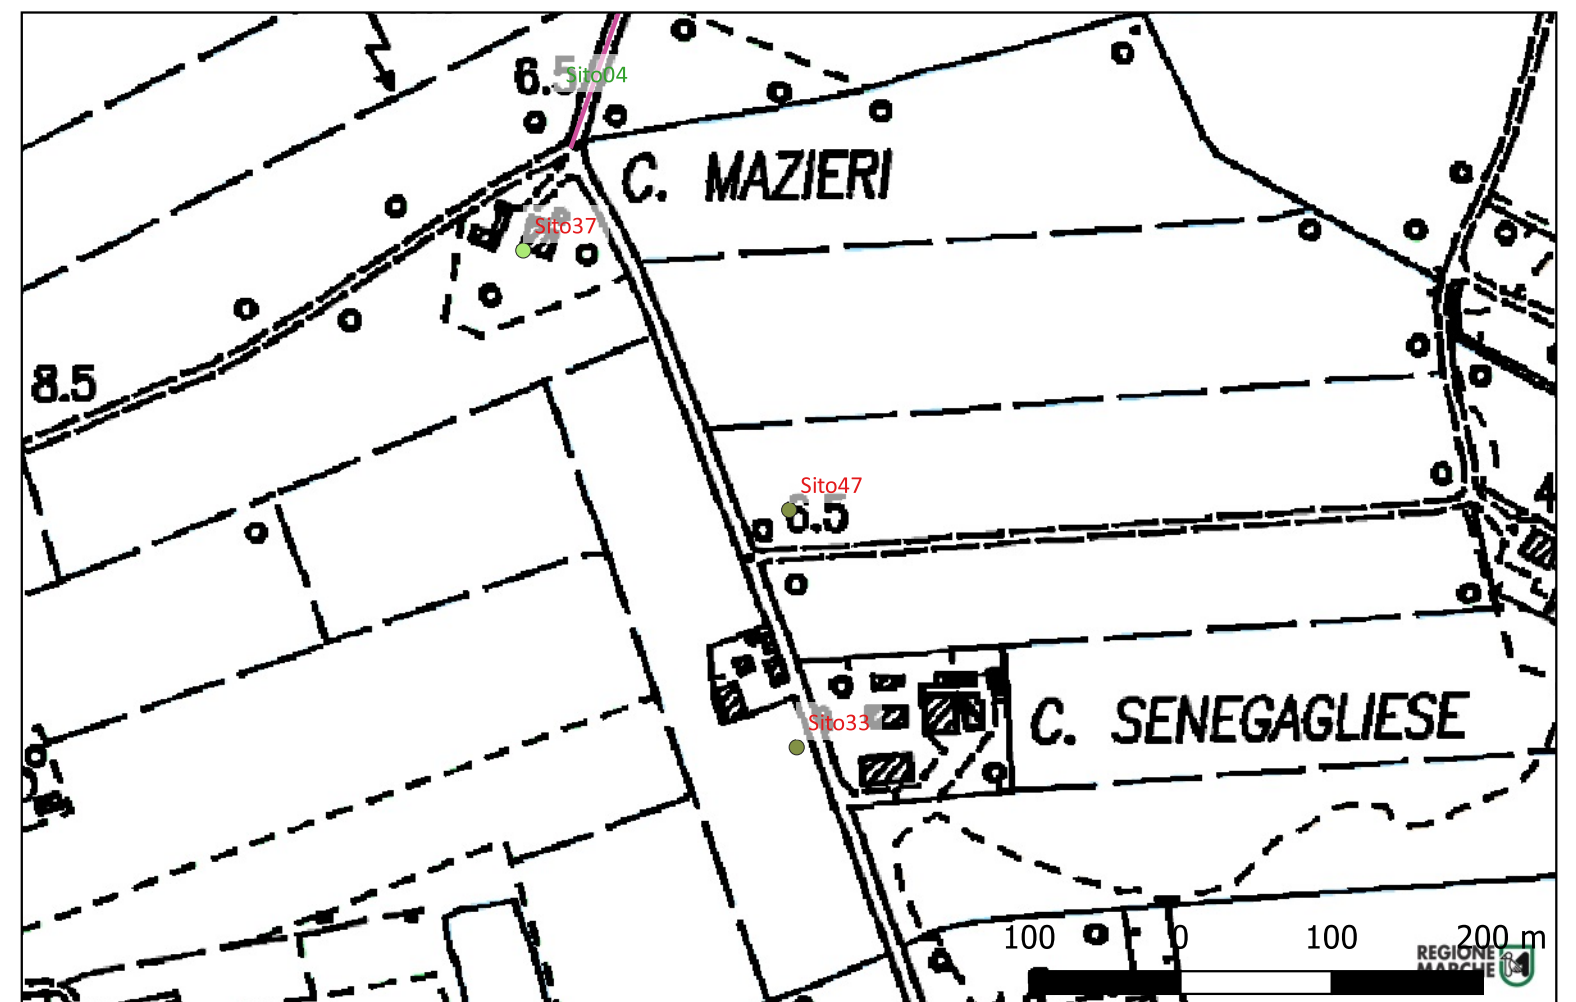 6.5
Sito04
C. MAZIERI
Sito37
8.5
Sito47
6.5
C. SENEGAGLIESE
Sito33
100 0 100 200 m
REGIONE
MARCHE